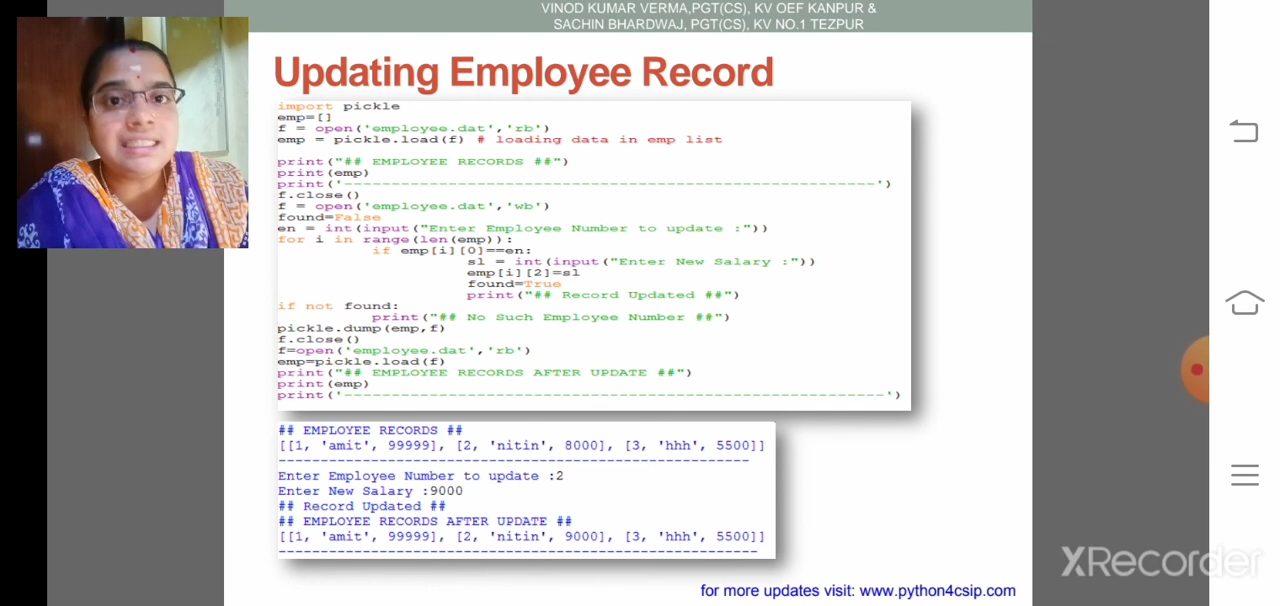 VINOD KUMAR VERMA,PGT(CS), KV OEF KANPUR &
SACHIN BHARDWAJ, PGT(CS), KV NO.1 TEZPUR
Updating Employee Record
import pickle
emp=[]
f = open('employee.dat','rb')
emp = pickle.load(f) # loading data in emp list
print("## EMPLOYEE RECORDS ##")
print(emp)
print('--------------------------------------------------------')
f.close()
f = open('employee.dat','wb')
found=False
en = int(input("Enter Employee Number to update :"))
for i in range(len(emp)):
if emp[i][0]==en:
sl = int(input("Enter New Salary :"))
emp[i][2]=sl
found=True
print("## Record Updated ##")
if not found:
print("## No Such Employee Number ##")
pickle.dump(emp,f)
f.close()
f=open('employee.dat','rb')
emp=pickle.load(f)
print("## EMPLOYEE RECORDS AFTER UPDATE ##")
print(emp)
print('---------------------------------------------------------')
## EMPLOYEE RECORDS ##
[[1, 'amit', 99999], [2, 'nitin', 8000], [3, 'hhh', 5500]]
--------------------------------------------------------
Enter Employee Number to update :2
Enter New Salary :9000
## Record Updated ##
## EMPLOYEE RECORDS AFTER UPDATE ##
[[1, 'amit', 99999], [2, 'nitin', 9000], [3, 'hhh', 5500]]
---------------------------------------------------------
XRecorder
for more updates visit: www.python4csip.com